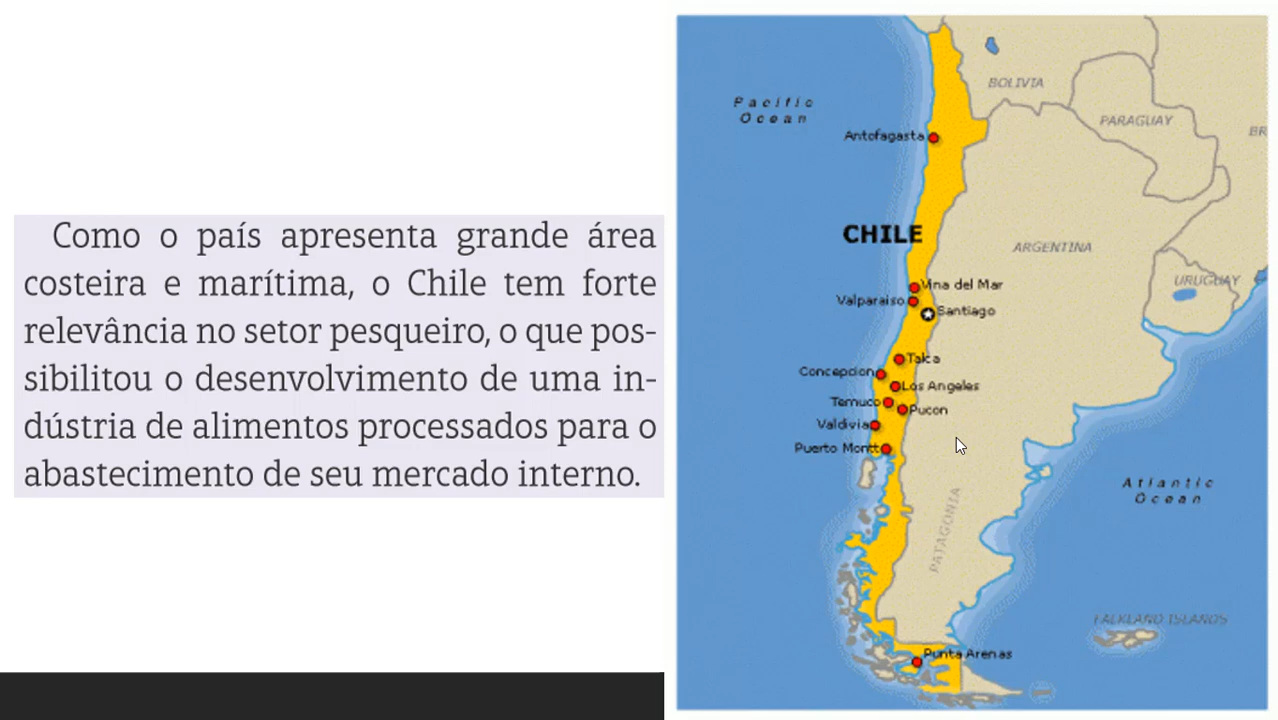 Como o país apresenta grande área
costeira e marítima, o Chile tem forte
relevância no setor pesqueiro, o que pos-
sibilitou o desenvolvimento de uma in-
dústria de alimentos processados para o
abastecimento de seu mercado interno.
BOLIVIA
Pacific
Ocean
PARAGUAY
BR
Antofagasta
CHILE
ARGENTINA
URUGUAY
Vina del Mar
Valparaiso
Santiago
Talca
Concepcion
Los Angeles
Temuco
Pucon
Valdivia
Puerto Montt
Atlantic
Ocean
PATAGONIA
FALKLAND ISLANDS
Punta Arenas